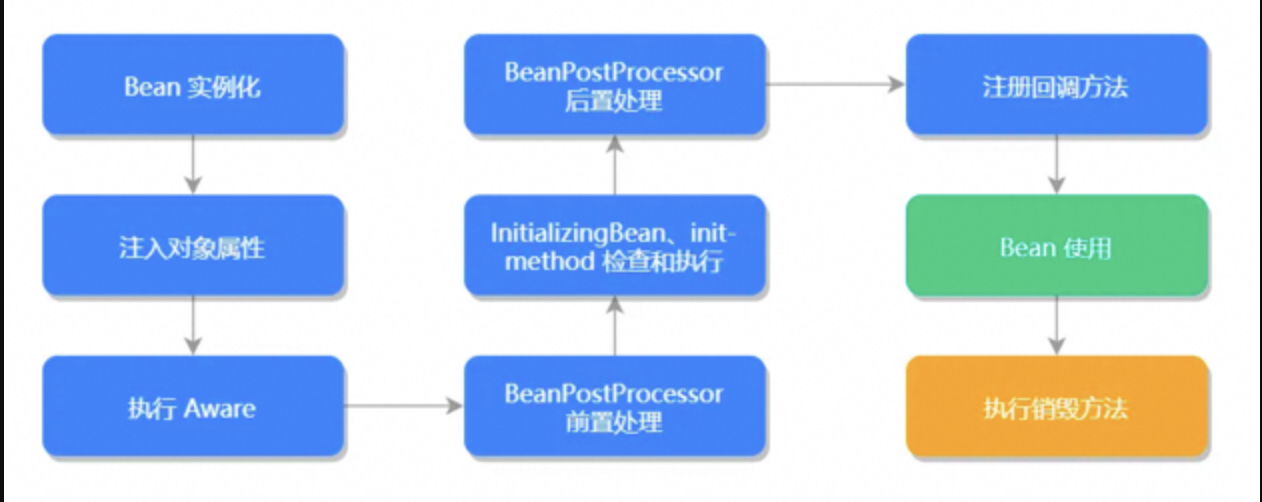 Bean 实例化
注入对象属性
执行 Aware
BeanPostProcessor
前置处理
InitializingBean、init-
method 检查和执行
BeanPostProcessor
后置处理
注册回调方法
Bean 使用
执行销毁方法